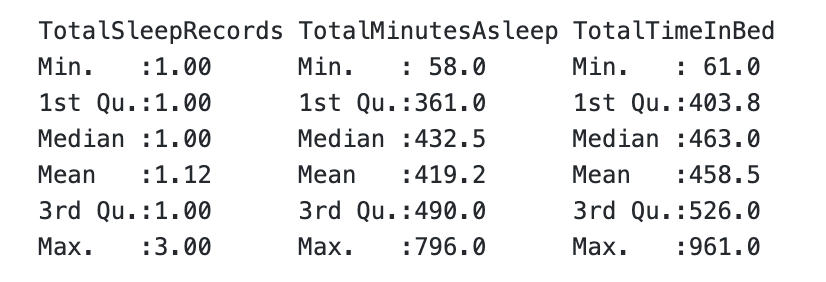 TotalSleepRecords TotalMinutesAsleep TotalTimeInBed
Min.   :1.00      Min.   : 58.0      Min.   : 61.0
1st Qu.:1.00      1st Qu.:361.0      1st Qu.:403.8
Median :1.00      Median :432.5      Median :463.0
Mean   :1.12      Mean   :419.2      Mean   :458.5
3rd Qu.:1.00      3rd Qu.:490.0      3rd Qu.:526.0
Max.   :3.00      Max.   :796.0      Max.   :961.0